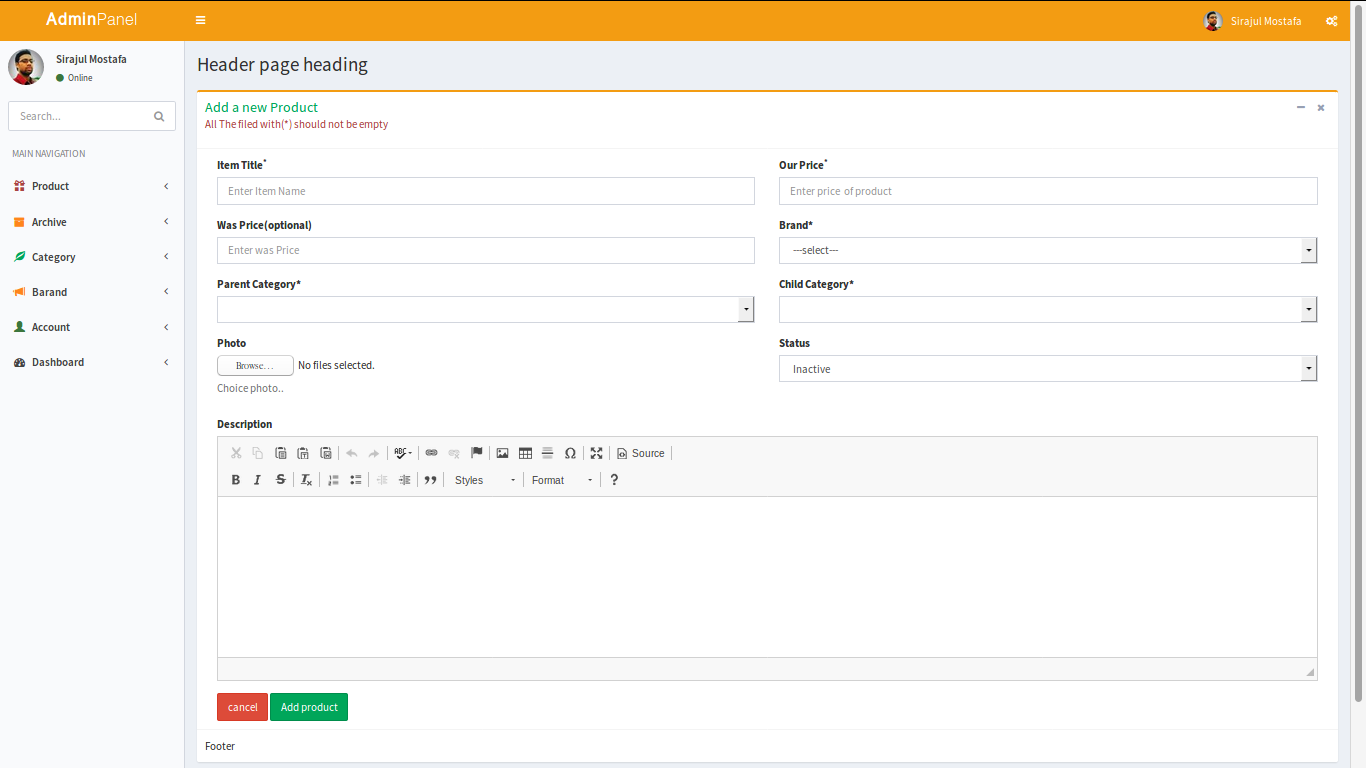 AdminPanel
Sirajul Mostafa
Sirajul Mostafa
Online
Search...
MAIN NAVIGATION
Product
Archive
Category
Barand
Account
Dashboard
Header page heading
Add a new Product
All The filed with(*) should not be empty
Item Title*
Our Price*
Enter Item Name
Enter price of product
Was Price(optional)
Brand*
Enter was Price
---select---
Parent Category*
Child Category*
Photo
Status
Browse...
No files selected.
Inactive
Choice photo..
Description
ABC
Ω
Source
B I S Tx
Styles
Format
?
cancel
Add product
Footer